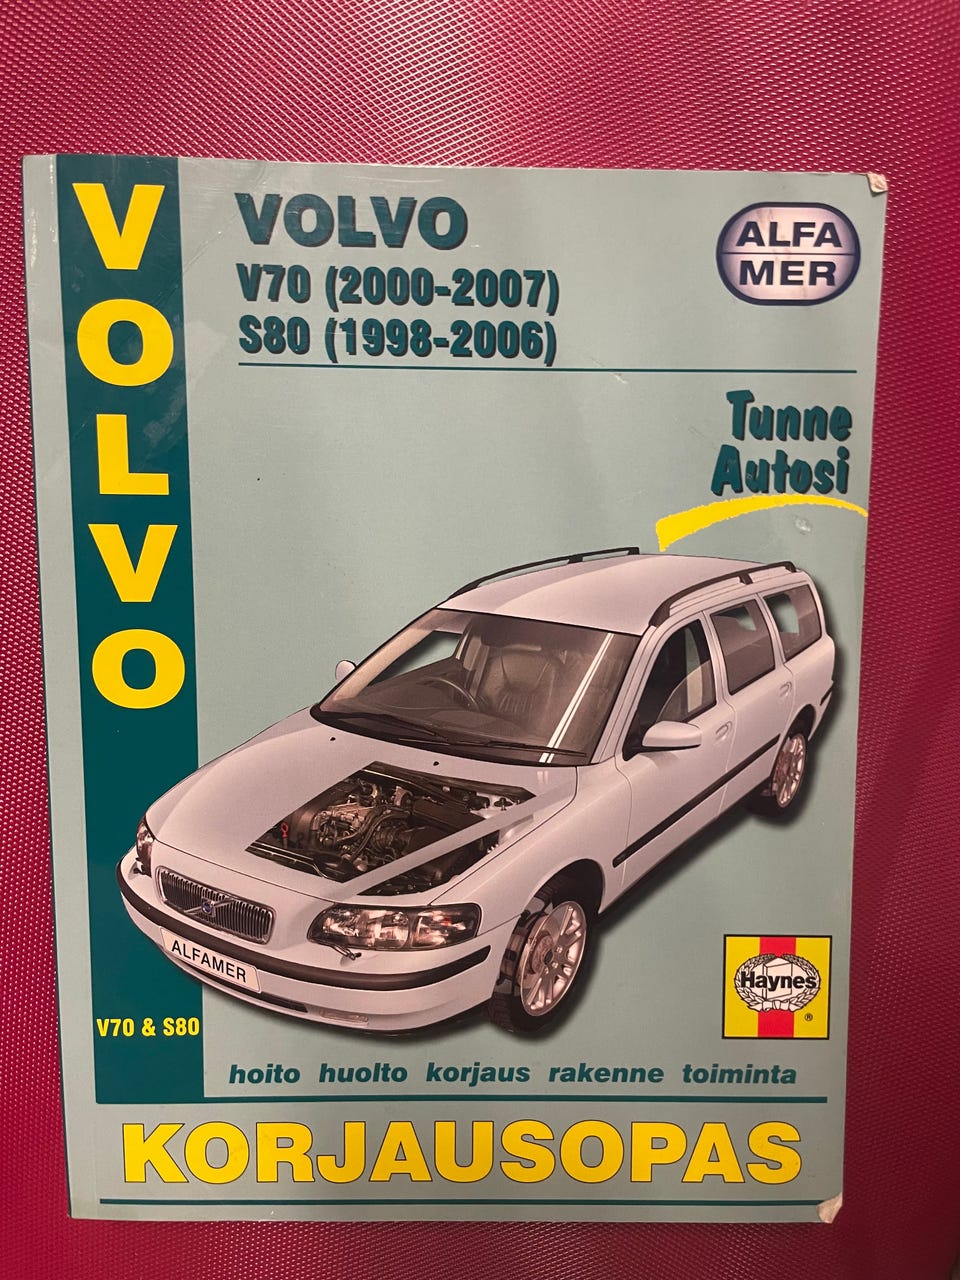 VOLVO
VOLVO
V70 (2000-2007)
S80 (1998-2006)
ALFA
MER
Tunne
Autosi
ALFAMER
Haynes
®
V70 & S80
hoito huolto korjaus rakenne toiminta
KORJAUSOPAS